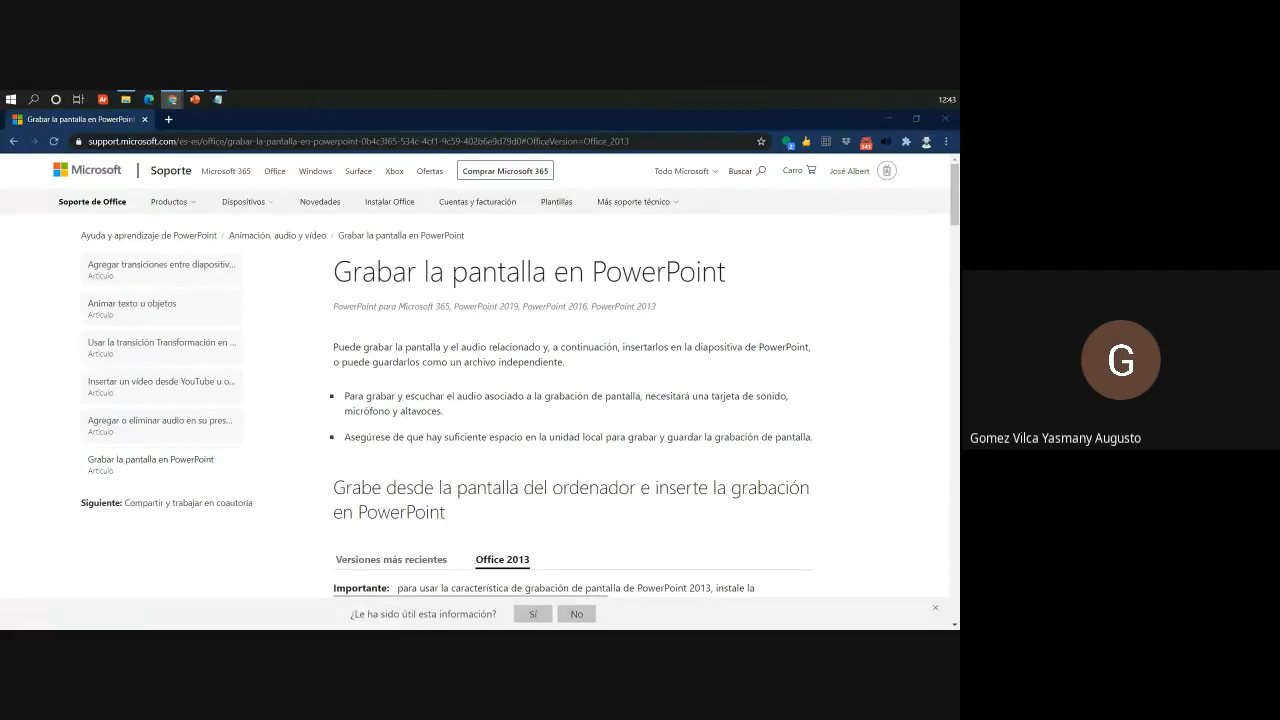 12:43
Grabar la pantalla en PowerPoint
support.microsoft.com/es-es/office/grabar-la-pantalla-en-powerpoint-0b4c3f65-534c-4cf1-9c59-402b6e9d79d0#OfficeVersion=Office_2013
Microsoft Soporte Microsoft 365 Office Windows Surface Xbox Ofertas Comprar Microsoft 365 Todo Microsoft Buscar Carro José Albert
Soporte de Office Productos Dispositivos Novedades Instalar Office Cuentas y facturación Plantillas Más soporte técnico
Ayuda y aprendizaje de PowerPoint / Animación, audio y vídeo / Grabar la pantalla en PowerPoint
Agregar transiciones entre diapositiv...
Artículo
Animar texto u objetos
Artículo
Usar la transición Transformación en ...
Artículo
Insertar un vídeo desde YouTube u o...
Artículo
Agregar o eliminar audio en su pres...
Artículo
Grabar la pantalla en PowerPoint
Artículo
Siguiente: Compartir y trabajar en coautoría
Grabar la pantalla en PowerPoint
PowerPoint para Microsoft 365, PowerPoint 2019, PowerPoint 2016, PowerPoint 2013
Puede grabar la pantalla y el audio relacionado y, a continuación, insertarlos en la diapositiva de PowerPoint,
o puede guardarlos como un archivo independiente.
Para grabar y escuchar el audio asociado a la grabación de pantalla, necesitará una tarjeta de sonido,
micrófono y altavoces.
Asegúrese de que hay suficiente espacio en la unidad local para grabar y guardar la grabación de pantalla.
Grabe desde la pantalla del ordenador e inserte la grabación
en PowerPoint
Versiones más recientes Office 2013
Importante: para usar la característica de grabación de pantalla de PowerPoint 2013, instale la
¿Le ha sido útil esta información? Sí No
G
Gomez Vilca Yasmany Augusto